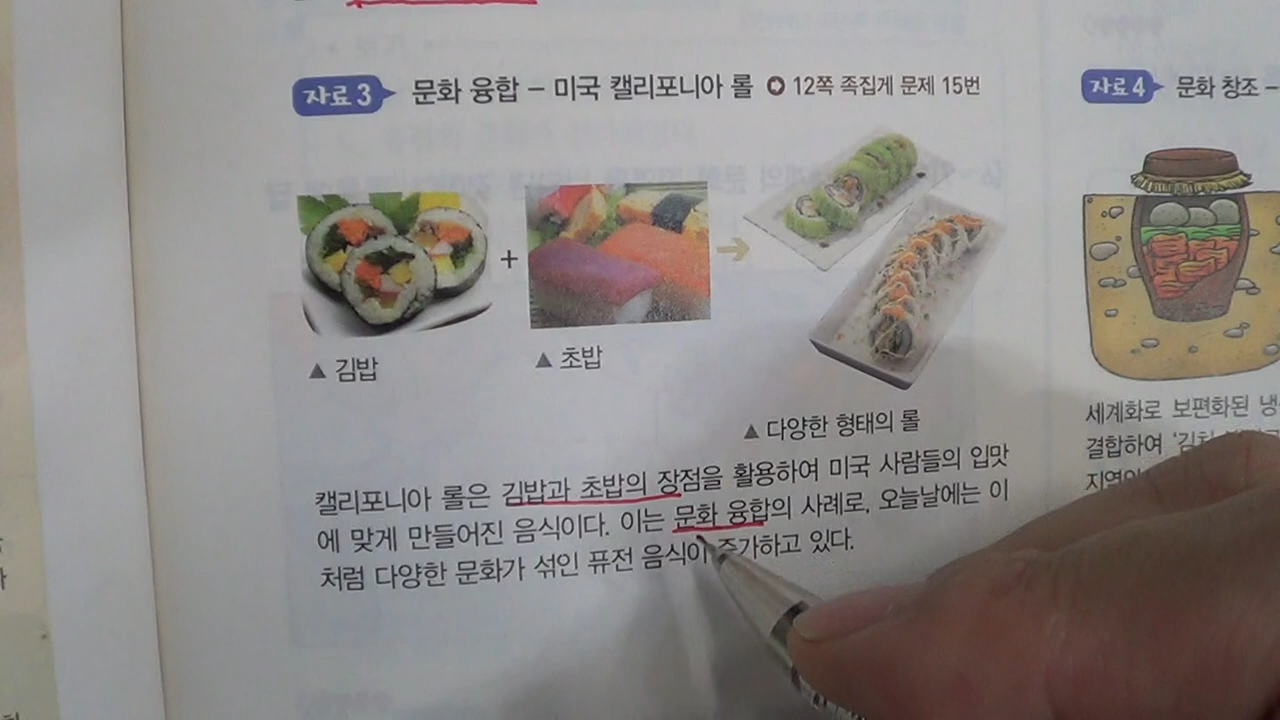 자료 3 문화 융합 – 미국 캘리포니아 롤 ➲ 12쪽 족집게 문제 15번
+
▲ 김밥
▲ 초밥
▲ 다양한 형태의 롤
캘리포니아 롤은 김밥과 초밥의 장점을 활용하여 미국 사람들의 입맛
에 맞게 만들어진 음식이다. 이는 문화 융합의 사례로, 오늘날에는 이
처럼 다양한 문화가 섞인 퓨전 음식이 증가하고 있다.
자료 4 문화 창조 –
세계화로 보편화된
결합하여